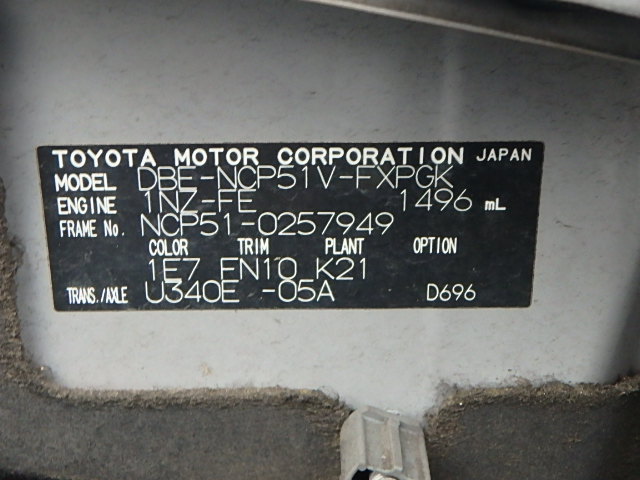 TOYOTA MOTOR CORPORATION JAPAN
MODEL DBE-NCP51V-FXPGK
ENGINE 1NZ-FE 1496 mL
FRAME No. NCP51-0257949
COLOR TRIM PLANT OPTION
1E7 FN10 K21
TRANS./AXLE U340E -05A D696